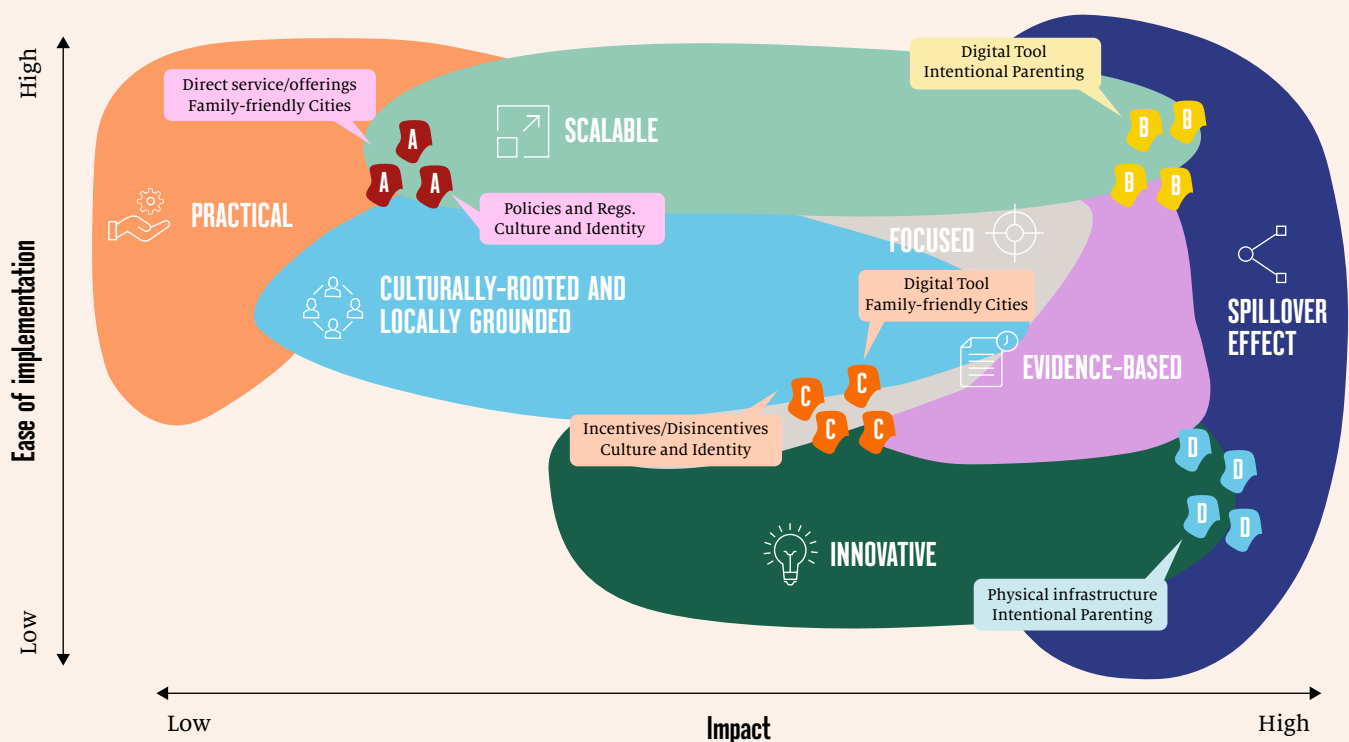 High
Digital Tool
Intentional Parenting
Direct service/offerings
Family-friendly Cities
B
B
A
SCALABLE
A
A
B
B
PRACTICAL
Policies and Regs.
Culture and Identity
FOCUSED
Ease of implementation
CULTURALLY-ROOTED AND
LOCALLY GROUNDED
Digital Tool
Family-friendly Cities
SPILLOVER
EFFECT
EVIDENCE-BASED
C
C
C
C
Incentives/Disincentives
Culture and Identity
D
D
D
D
INNOVATIVE
Physical infrastructure
Intentional Parenting
Low
Low
Impact
High